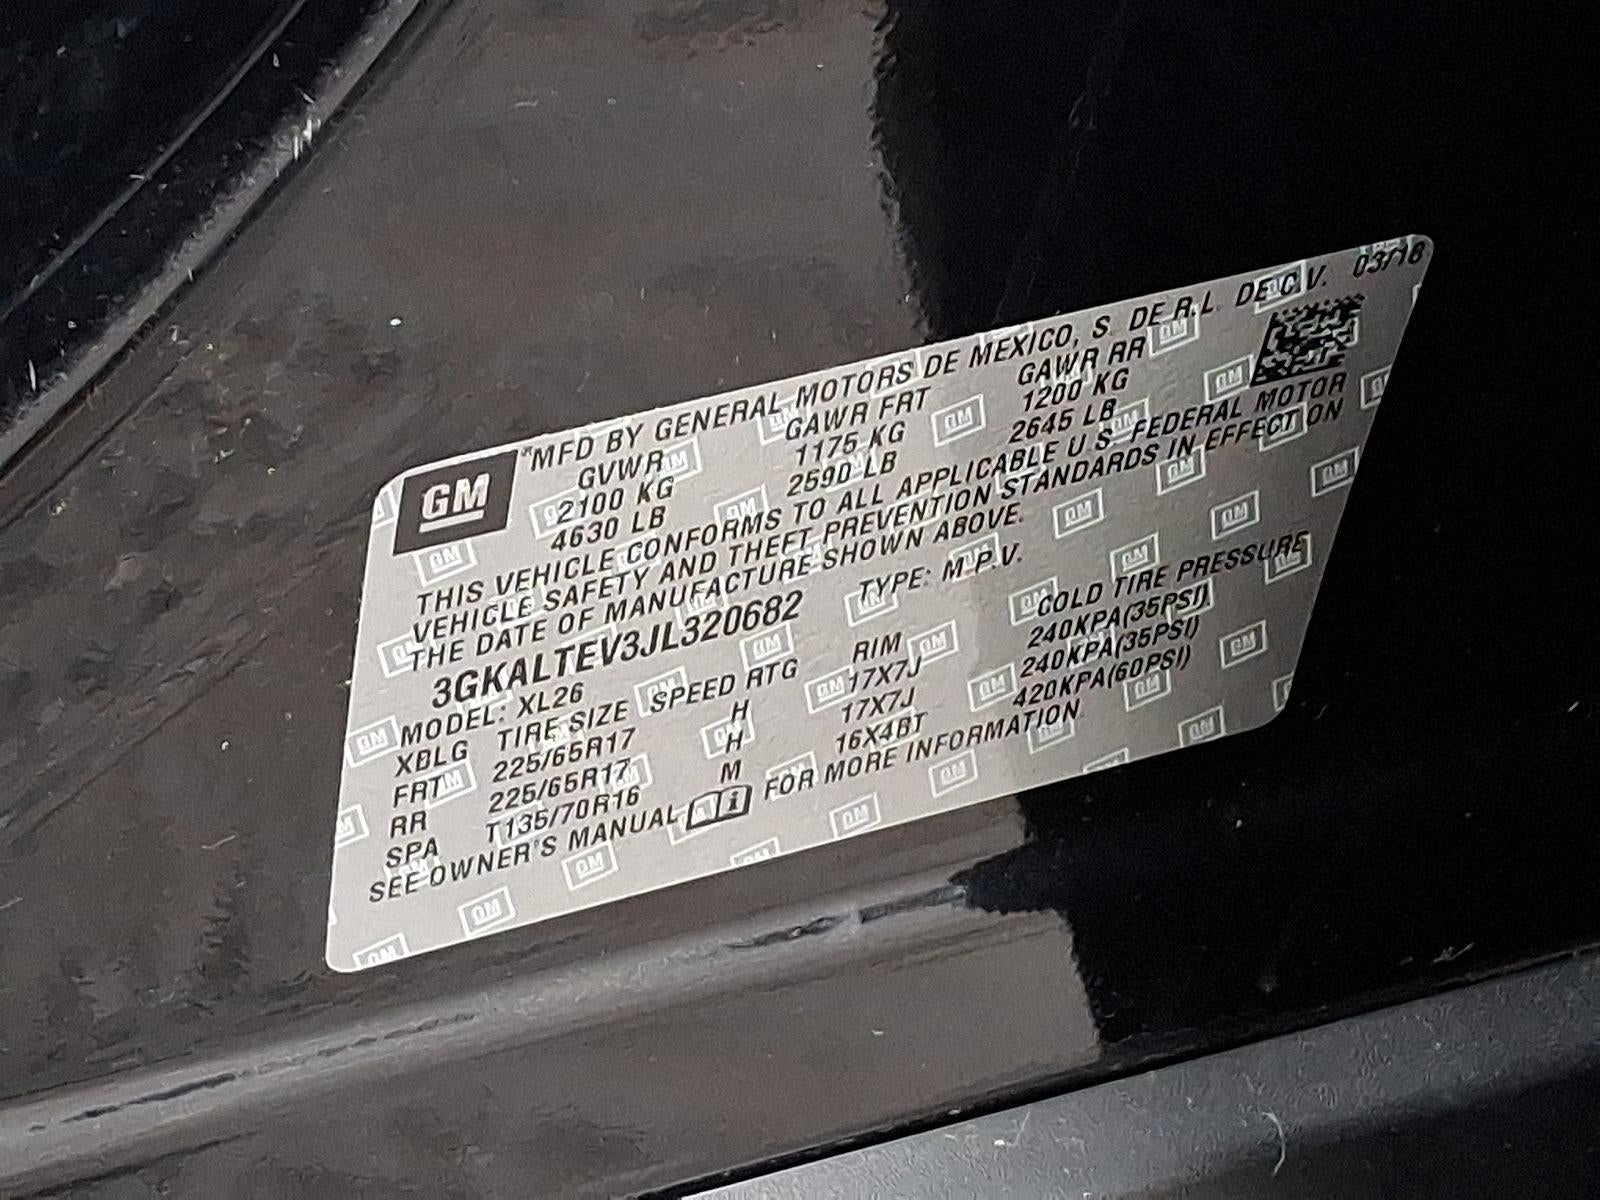 GM
"MFD BY GENERAL MOTORS DE MEXICO, S. DE R.L. DE C.V. 03/18
GVWR GAWR FRT GAWR RR
2100 KG 1175 KG 1200 KG
4630 LB 2590 LB 2645 LB
THIS VEHICLE CONFORMS TO ALL APPLICABLE U.S. FEDERAL MOTOR
VEHICLE SAFETY AND THEFT PREVENTION STANDARDS IN EFFECT ON
THE DATE OF MANUFACTURE SHOWN ABOVE.
3GKALTEV3JL320682 TYPE: M.P.V.
MODEL: XL26
XBLG TIRE SIZE SPEED RTG RIM COLD TIRE PRESSURE
FRT 225/65R17 H 17X7J 240KPA(35PSI)
RR 225/65R17 H 17X7J 240KPA(35PSI)
SPA T135/70R16 M 16X4BT 420KPA(60PSI)
SEE OWNER'S MANUAL i FOR MORE INFORMATION